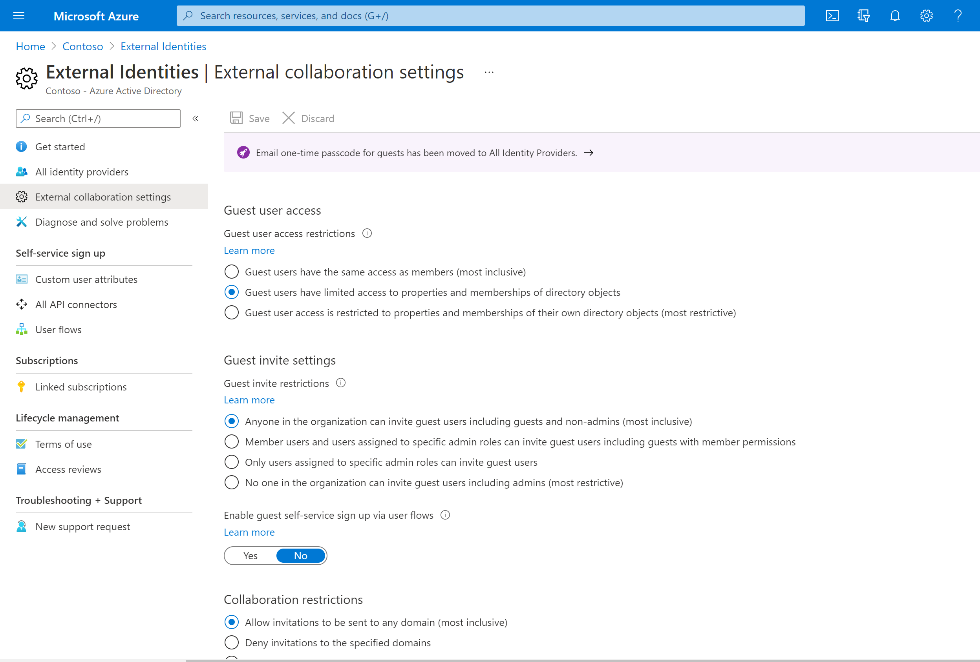 Microsoft Azure
Search resources, services, and docs (G+/)
Home > Contoso > External Identities
External Identities | External collaboration settings ...
Contoso - Azure Active Directory
Search (Ctrl+/)
«
Get started
All identity providers
External collaboration settings
Diagnose and solve problems
Self-service sign up
Custom user attributes
All API connectors
User flows
Subscriptions
Linked subscriptions
Lifecycle management
Terms of use
Access reviews
Troubleshooting + Support
New support request
Save Discard
Email one-time passcode for guests has been moved to All Identity Providers. →
Guest user access
Guest user access restrictions
Learn more
Guest users have the same access as members (most inclusive)
Guest users have limited access to properties and memberships of directory objects
Guest user access is restricted to properties and memberships of their own directory objects (most restrictive)
Guest invite settings
Guest invite restrictions
Learn more
Anyone in the organization can invite guest users including guests and non-admins (most inclusive)
Member users and users assigned to specific admin roles can invite guest users including guests with member permissions
Only users assigned to specific admin roles can invite guest users
No one in the organization can invite guest users including admins (most restrictive)
Enable guest self-service sign up via user flows
Learn more
Yes No
Collaboration restrictions
Allow invitations to be sent to any domain (most inclusive)
Deny invitations to the specified domains